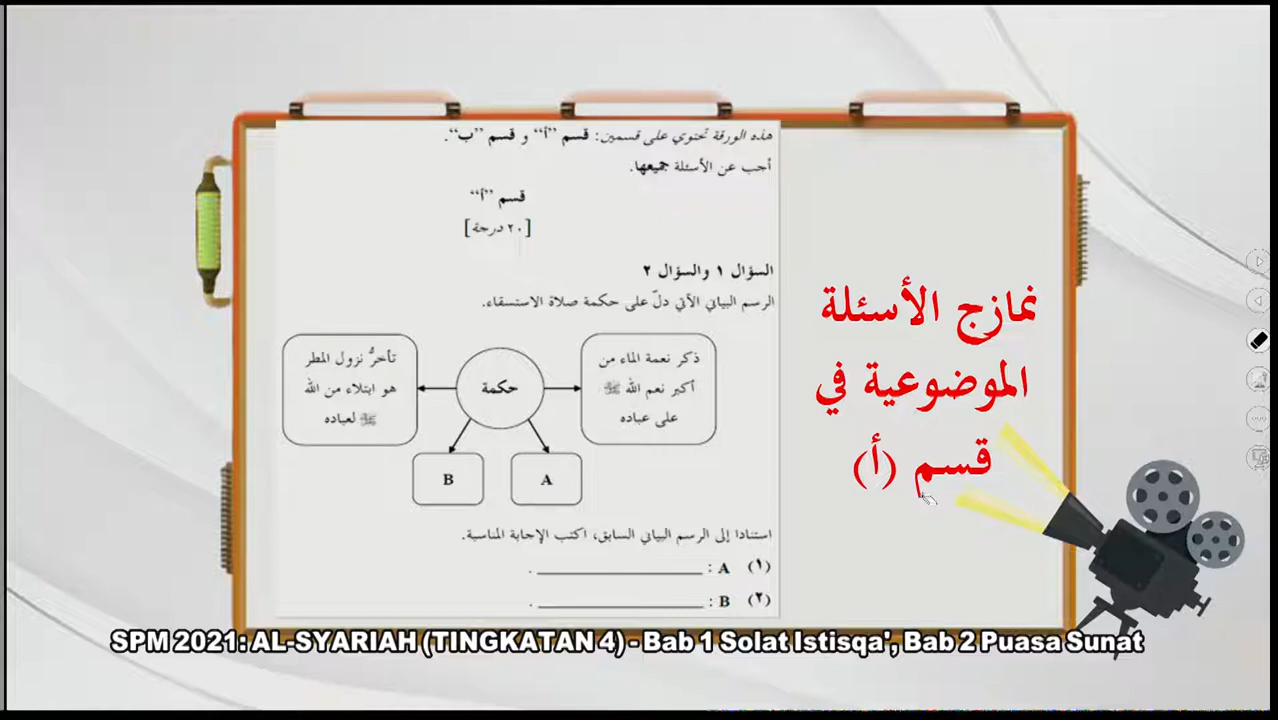 هذه الورقة تحتوي على قسمين: قسم ”أ“ و قسم ”ب“.
أجب عن الأسئلة جميعها.
قسم ”أ“
[٢٠ درجة]
السؤال ١ والسؤال ٢
الرسم البياني الآتي دلّ على حكمة صلاة الاستسقاء.
ذكر نعمة الماء من
أكبر نعم الله ﷻ
على عباده
حكمة
تأخرُّ نزول المطر
هو ابتلاء من الله
ﷻ لعباده
A
B
استنادا إلى الرسم البياني السابق، اكتب الإجابة المناسبة.
(١) A : ______________ .
(٢) B : ______________ .
نمازج الأسئلة
الموضوعية في
قسم (أ)
SPM 2021: AL-SYARIAH (TINGKATAN 4) - Bab 1 Solat Istisqa', Bab 2 Puasa Sunat